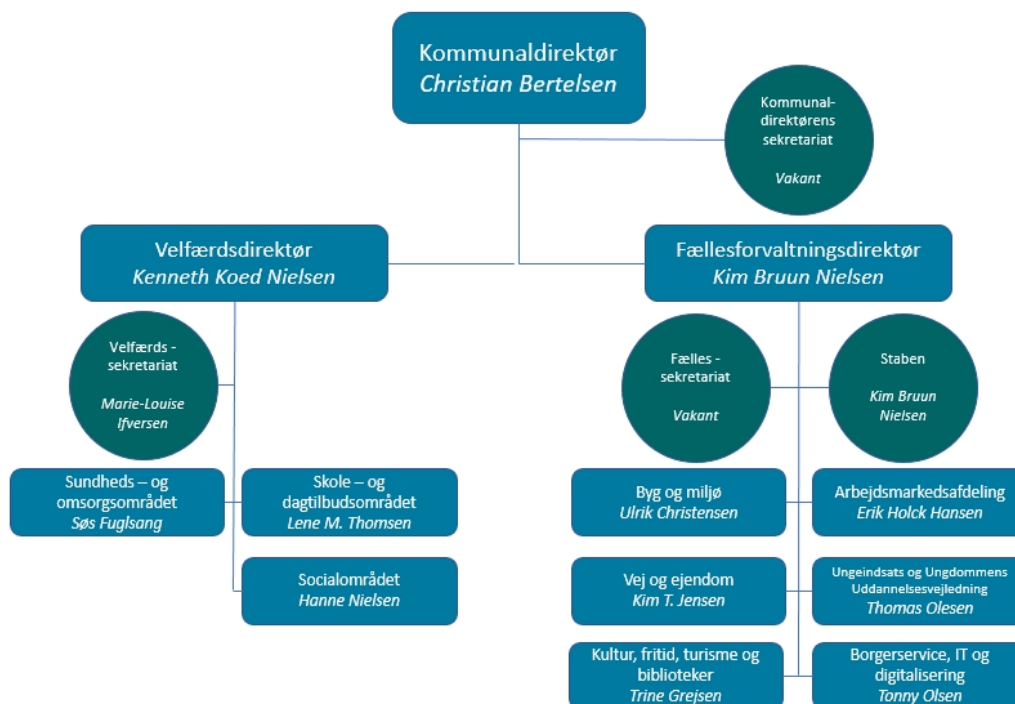 Kommunaldirektør
Christian Bertelsen
Kommunal-
direktørens
sekretariat
Vakant
Velfærdsdirektør
Kenneth Koed Nielsen
Fællesforvaltningsdirektør
Kim Bruun Nielsen
Velfærds -
sekretariat
Marie-Louise
Ifversen
Fælles -
sekretariat
Vakant
Staben
Kim Bruun
Nielsen
Sundheds – og
omsorgsområdet
Søs Fuglsang
Skole – og
dagtilbudsområdet
Lene M. Thomsen
Socialområdet
Hanne Nielsen
Byg og miljø
Ulrik Christensen
Arbejdsmarkedsafdeling
Erik Holck Hansen
Vej og ejendom
Kim T. Jensen
Ungeindsats og Ungdommens
Uddannelsesvejledning
Thomas Olesen
Kultur, fritid, turisme og
biblioteker
Trine Grejsen
Borgerservice, IT og
digitalisering
Tonny Olsen